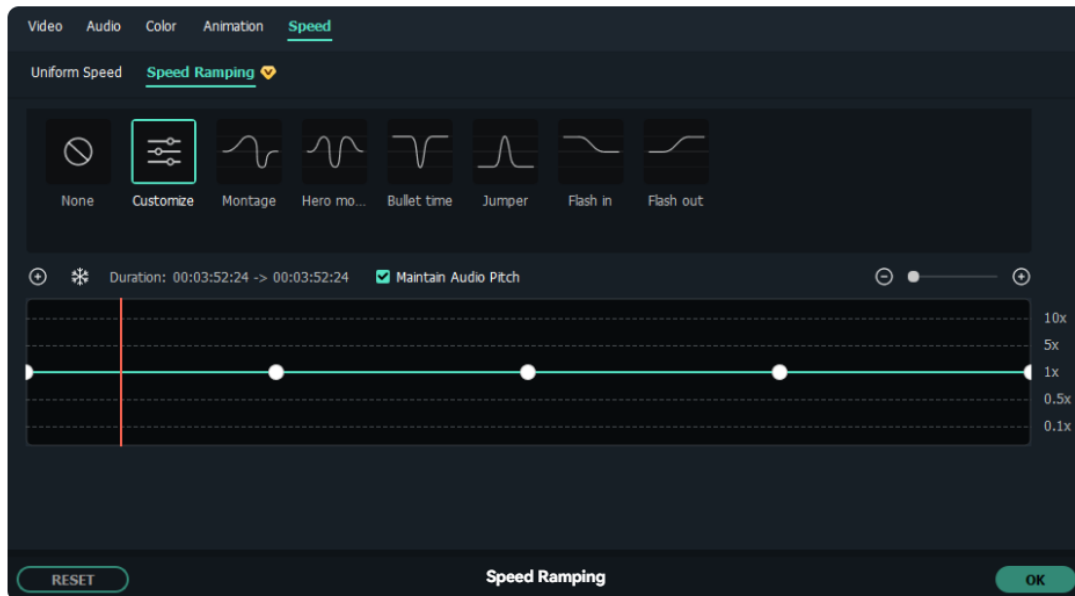 Video Audio Color Animation Speed
Uniform Speed Speed Ramping
None Customize Montage Hero mo... Bullet time Jumper Flash in Flash out
Duration: 00:03:52:24 -> 00:03:52:24 Maintain Audio Pitch
10x
5x
1x
0.5x
0.1x
RESET Speed Ramping OK